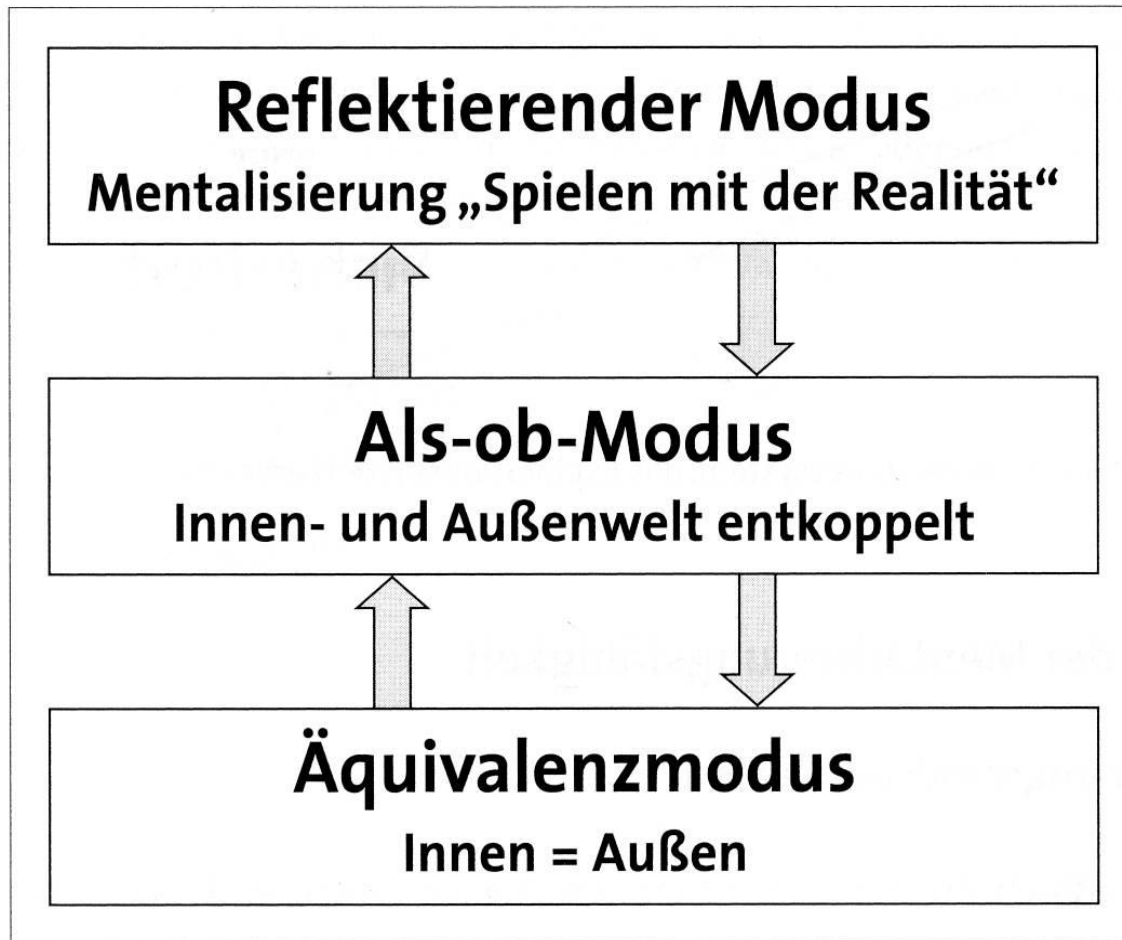 Reflektierender Modus
Mentalisierung „Spielen mit der Realität“
Als-ob-Modus
Innen- und Außenwelt entkoppelt
Äquivalenzmodus
Innen = Außen